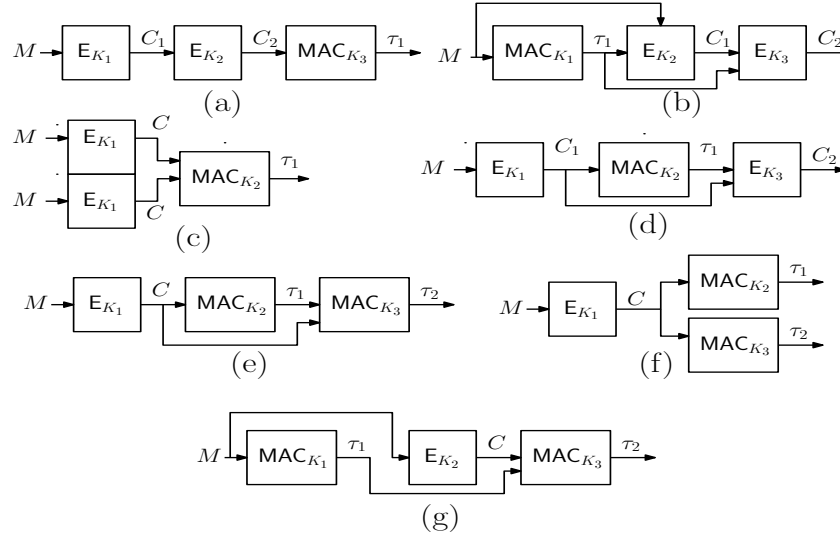 M E_{K_1} C_1 E_{K_2} C_2 MAC_{K_3} τ_1
(a)
M MAC_{K_1} τ_1 E_{K_2} C_1 E_{K_3} C_2
(b)
M E_{K_1} C
M E_{K_1} C
MAC_{K_2} τ_1
(c)
M E_{K_1} C_1 MAC_{K_2} τ_1 E_{K_3} C_2
(d)
M E_{K_1} C MAC_{K_2} τ_1 MAC_{K_3} τ_2
(e)
M E_{K_1} C
MAC_{K_2} τ_1
MAC_{K_3} τ_2
(f)
M MAC_{K_1} τ_1 E_{K_2} C MAC_{K_3} τ_2
(g)